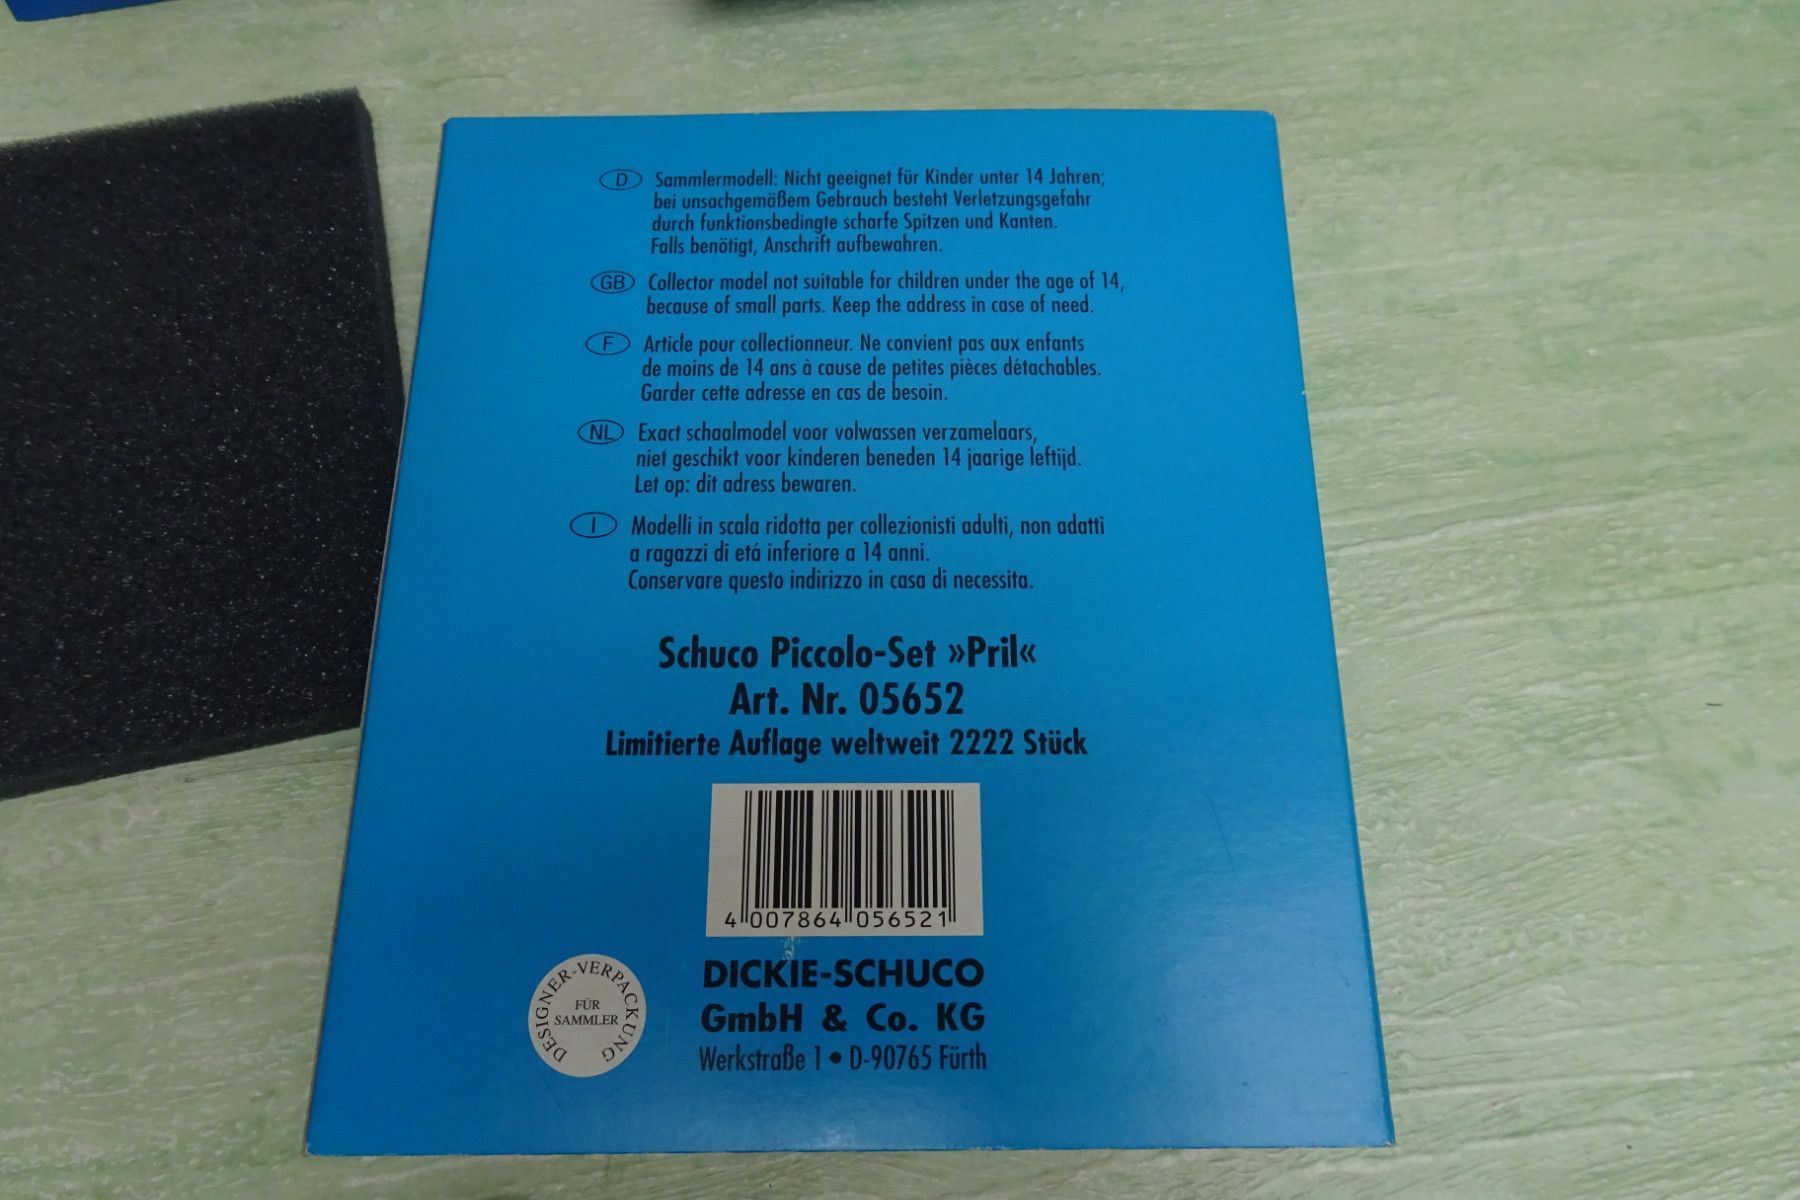 D Sammlermodell: Nicht geeignet für Kinder unter 14 Jahren;
bei unsachgemäßem Gebrauch besteht Verletzungsgefahr
durch funktionsbedingte scharfe Spitzen und Kanten.
Falls benötigt, Anschrift aufbewahren.
GB Collector model not suitable for children under the age of 14,
because of small parts. Keep the address in case of need.
F Article pour collectionneur. Ne convient pas aux enfants
de moins de 14 ans à cause de petites pièces détachables.
Garder cette adresse en cas de besoin.
NL Exact schaalmodel voor volwassen verzamelaars,
niet geschikt voor kinderen beneden 14 jaarige leftijd.
Let op: dit adress bewaren.
I Modelli in scala ridotta per collezionisti adulti, non adatti
a ragazzi di etá inferiore a 14 anni.
Conservare questo indirizzo in casa di necessita.
Schuco Piccolo-Set »Pril«
Art. Nr. 05652
Limitierte Auflage weltweit 2222 Stück
4 007864 056521
DESIGNER-VERPACKUNG
FÜR
SAMMLER
DICKIE-SCHUCO
GmbH & Co. KG
Werkstraße 1 • D-90765 Fürth